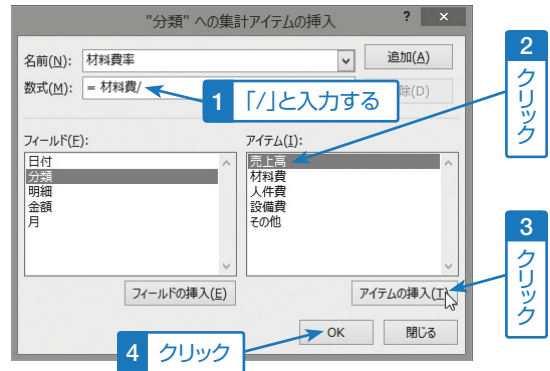 "分類" への集計アイテムの挿入 ?
名前(N): 材料費率 追加(A)
数式(M): = 材料費/ 除(D)
1 「/」と入力する
2 クリック
フィールド(F): アイテム(I):
日付
分類
明細
金額
月
売上高
材料費
人件費
設備費
その他
3 クリック
フィールドの挿入(E) アイテムの挿入(T)
OK 閉じる
4 クリック